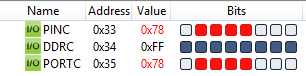 Name Address Value Bits
I/O PINC 0x33 0x78
I/O DDRC 0x34 0xFF
I/O PORTC 0x35 0x78